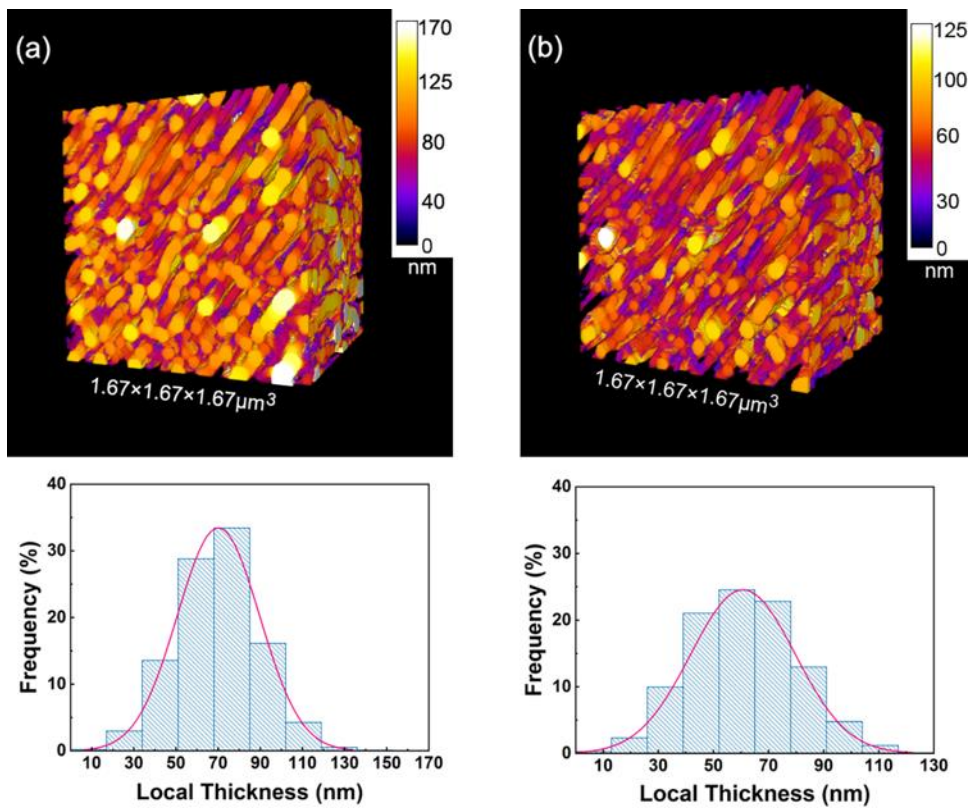 (a)
170
125
80
40
0
nm
1.67×1.67×1.67μm³
(b)
125
100
60
30
0
nm
1.67×1.67×1.67μm³
Frequency (%)
40
30
20
10
0
10 30 50 70 90 110 130 150 170
Local Thickness (nm)
Frequency (%)
40
30
20
10
0
10 30 50 70 90 110 130
Local Thickness (nm)